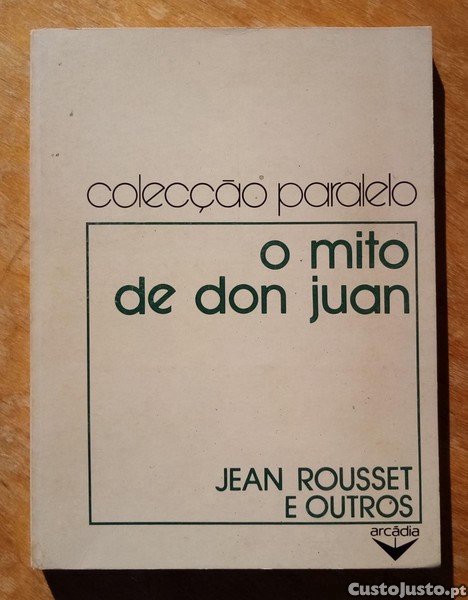 colecção paralelo
o mito
de don juan
JEAN ROUSSET
E OUTROS
arcádia
CustoJusto.pt